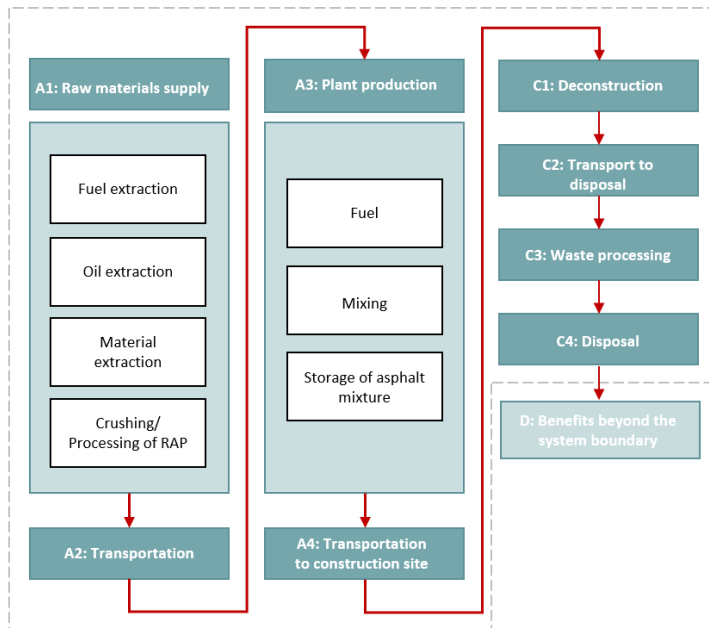 A1: Raw materials supply
Fuel extraction
Oil extraction
Material
extraction
Crushing/
Processing of RAP
A2: Transportation
A3: Plant production
Fuel
Mixing
Storage of asphalt
mixture
A4: Transportation
to construction site
C1: Deconstruction
C2: Transport to
disposal
C3: Waste processing
C4: Disposal
D: Benefits beyond the
system boundary